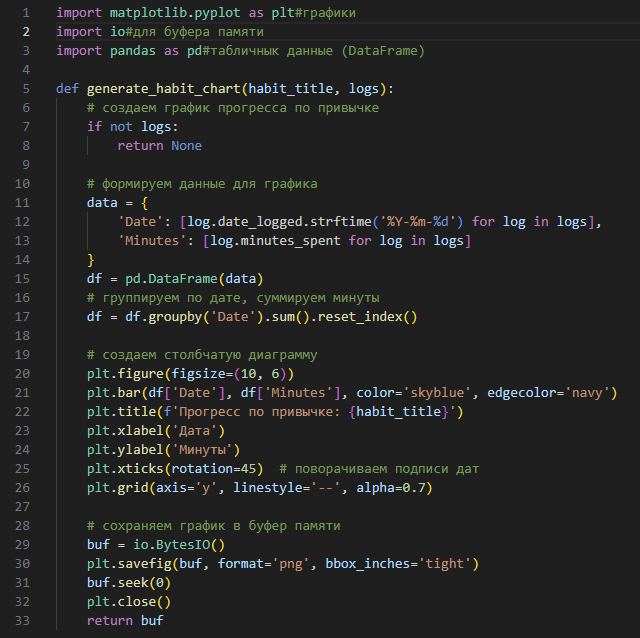 1 import matplotlib.pyplot as plt#графики
2 import io#для буфера памяти
3 import pandas as pd#табличнык данные (DataFrame)
4
5 def generate_habit_chart(habit_title, logs):
6     # создаем график прогресса по привычке
7     if not logs:
8         return None
9
10     # формируем данные для графика
11     data = {
12         'Date': [log.date_logged.strftime('%Y-%m-%d') for log in logs],
13         'Minutes': [log.minutes_spent for log in logs]
14     }
15     df = pd.DataFrame(data)
16     # группируем по дате, суммируем минуты
17     df = df.groupby('Date').sum().reset_index()
18
19     # создаем столбчатую диаграмму
20     plt.figure(figsize=(10, 6))
21     plt.bar(df['Date'], df['Minutes'], color='skyblue', edgecolor='navy')
22     plt.title(f'Прогресс по привычке: {habit_title}')
23     plt.xlabel('Дата')
24     plt.ylabel('Минуты')
25     plt.xticks(rotation=45)  # поворачиваем подписи дат
26     plt.grid(axis='y', linestyle='--', alpha=0.7)
27
28     # сохраняем график в буфер памяти
29     buf = io.BytesIO()
30     plt.savefig(buf, format='png', bbox_inches='tight')
31     buf.seek(0)
32     plt.close()
33     return buf